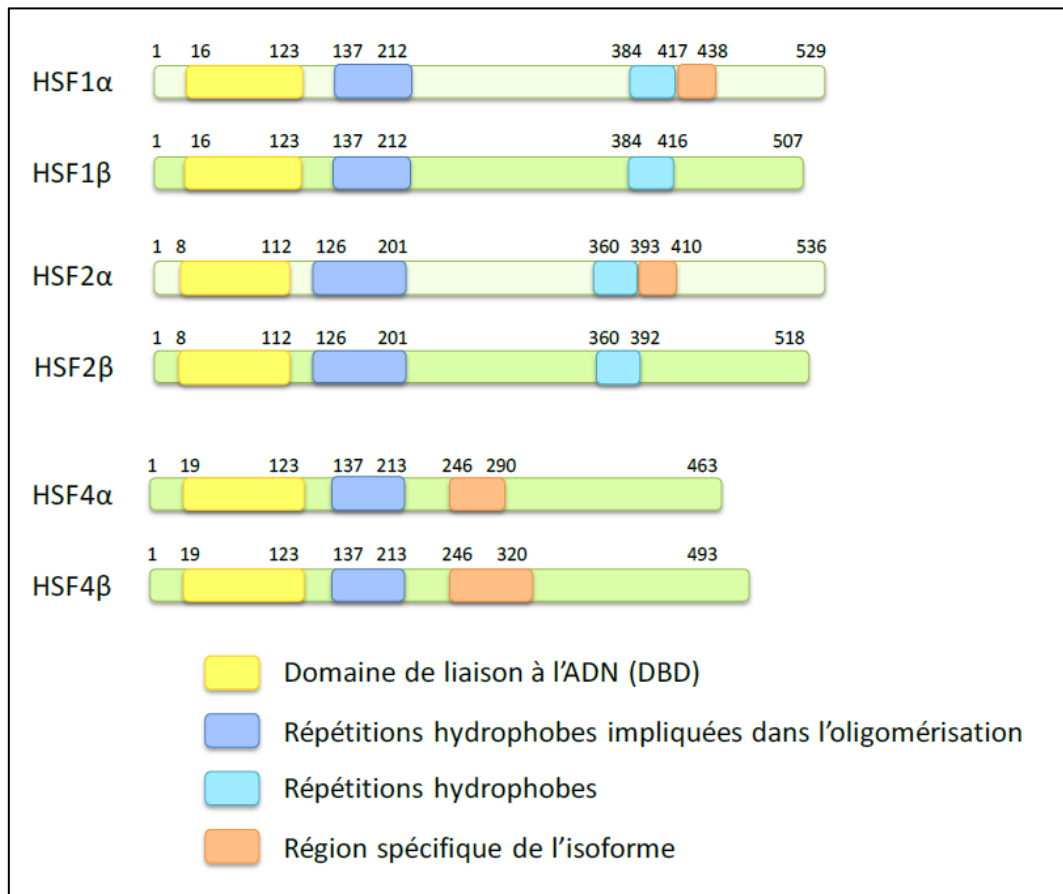 1 16 123 137 212 384 417 438 529
HSF1α
1 16 123 137 212 384 416 507
HSF1β
1 8 112 126 201 360 393 410 536
HSF2α
1 8 112 126 201 360 392 518
HSF2β
1 19 123 137 213 246 290 463
HSF4α
1 19 123 137 213 246 320 493
HSF4β
Domaine de liaison à l’ADN (DBD)
Répétitions hydrophobes impliquées dans l’oligomérisation
Répétitions hydrophobes
Région spécifique de l’isoforme